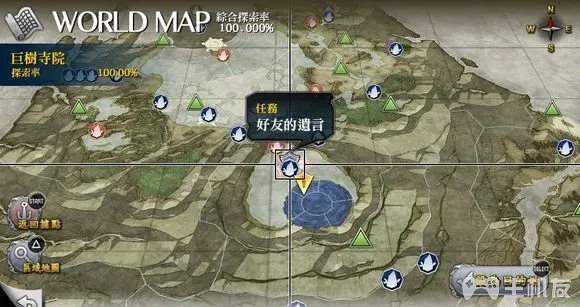 WORLD MAP
綜合探索率
100.000%
巨樹寺院
探索率 100.00%
任務
好友的遺言
N
W E
S
START
返回據點
區域地圖
SELECT
手机友